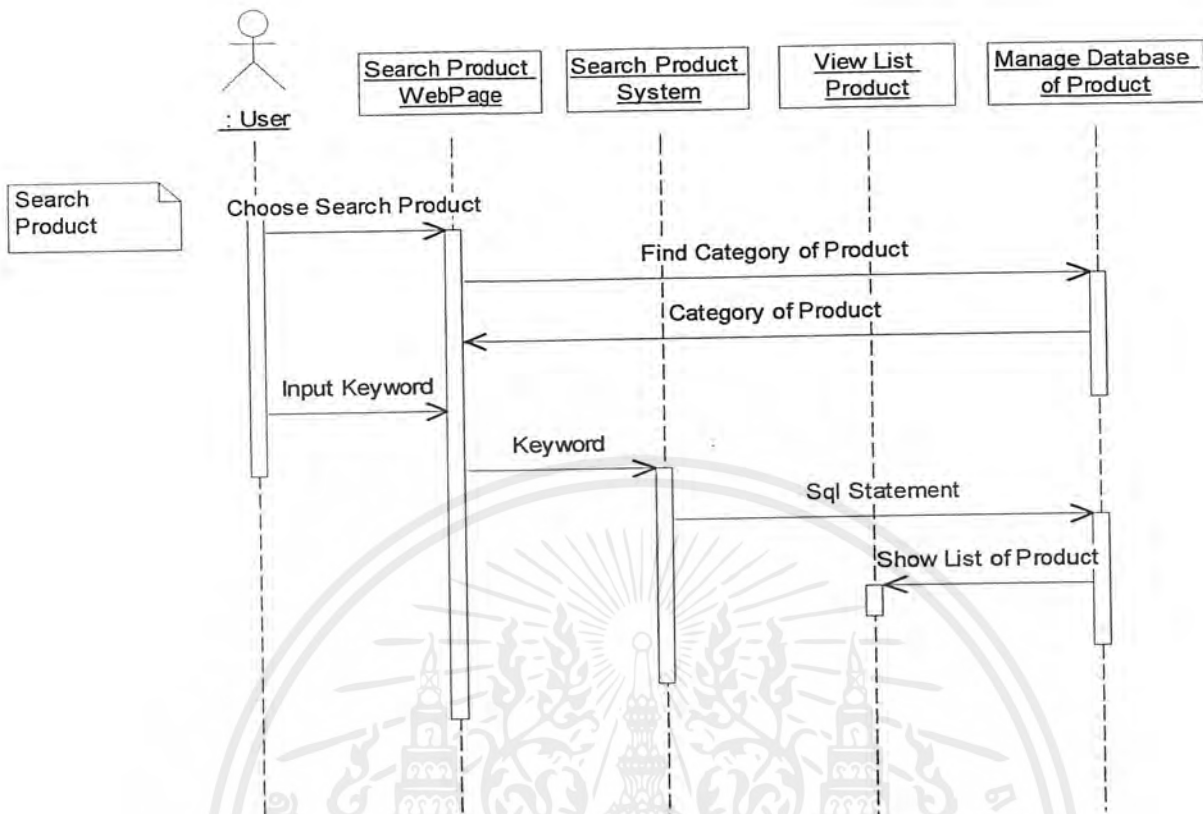 : User
Search Product
WebPage
Search Product
System
View List
Product
Manage Database
of Product
Search
Product
Choose Search Product
Find Category of Product
Category of Product
Input Keyword
Keyword
Sql Statement
Show List of Product